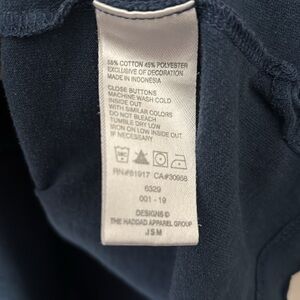 55% COTTON 45% POLYESTER
EXCLUSIVE OF DECORATION
MADE IN INDONESIA
CLOSE BUTTONS
MACHINE WASH COLD
INSIDE OUT
WITH SIMILAR COLORS
DO NOT BLEACH
TUMBLE DRY LOW
IRON ON LOW INSIDE OUT
IF NECESSARY
RN#61917 CA#30958
6329
001 - 19
DESIGNS ©
THE HADDAD APPAREL GROUP
JSM